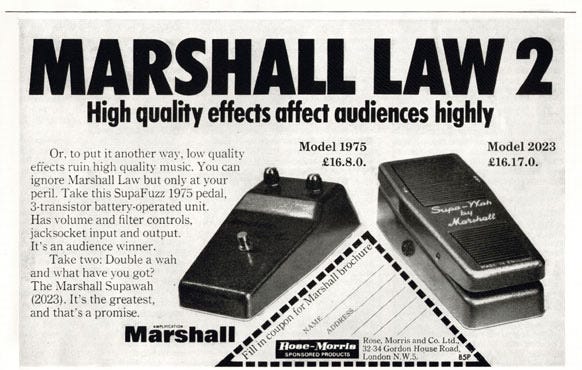 MARSHALL LAW 2
High quality effects affect audiences highly
Or, to put it another way, low quality
effects ruin high quality music. You can
ignore Marshall Law but only at your
peril. Take this SupaFuzz 1975 pedal,
3-transistor battery-operated unit.
Has volume and filter controls,
jacksocket input and output.
It's an audience winner.
Take two: Double a wah
and what have you got?
The Marshall Supawah
(2023). It's the greatest,
and that's a promise.
AMPLIFICATION
Marshall
Model 1975
£16.8.0.
Model 2023
£16.17.0.
Supa-Wah
by
Marshall
Fill in coupon for Marshall brochure
NAME
ADDRESS
Rose-Morris
SPONSORED PRODUCTS
Rose, Morris and Co. Ltd.,
32-34 Gordon House Road,
London N.W.5.
BSP